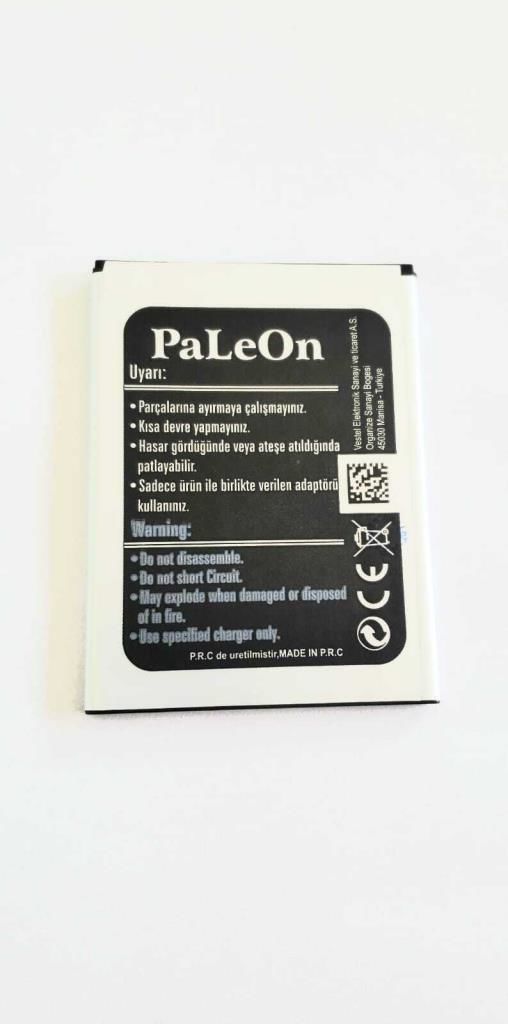 PaLeOn
Uyarı:
• Parçalarına ayırmaya çalışmayınız.
• Kısa devre yapmayınız.
• Hasar gördüğünde veya ateşe atıldığında
patlayabilir.
• Sadece ürün ile birlikte verilen adaptörü
kullanınız.
Warning:
• Do not disassemble.
• Do not short Circuit.
• May explode when damaged or disposed
of in fire.
• Use specified charger only.
P.R.C de uretilmistir,MADE IN P.R.C
Vestel Elektronik Sanayi ve ticaret A.S.
Organize Sanayi Bogesi
45030 Manisa - Turkiye
CE